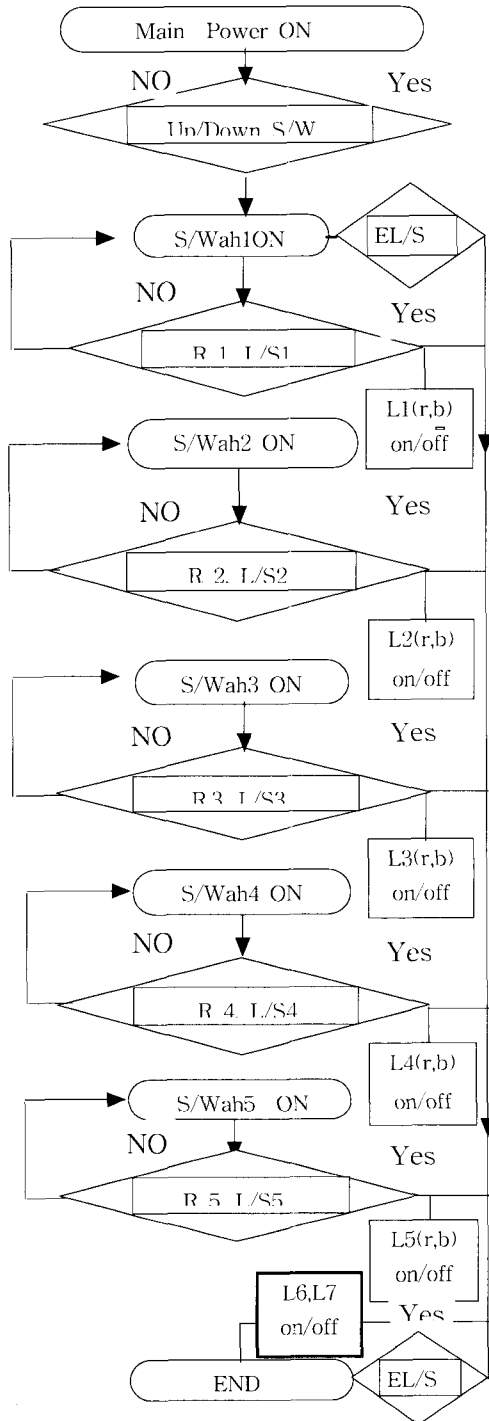 Main Power ON
NO Yes
Up/Down S/W
S/Wah1ON EL/S
NO Yes
R 1. L/S1
L1(r,b)
on/off
S/Wah2 ON
NO Yes
R 2. L/S2
L2(r,b)
on/off
S/Wah3 ON
NO Yes
R 3. L/S3
L3(r,b)
on/off
S/Wah4 ON
NO Yes
R 4. L/S4
L4(r,b)
on/off
S/Wah5 ON
NO Yes
R 5. L/S5
L5(r,b)
on/off
L6,L7
on/off
Yes
END EL/S